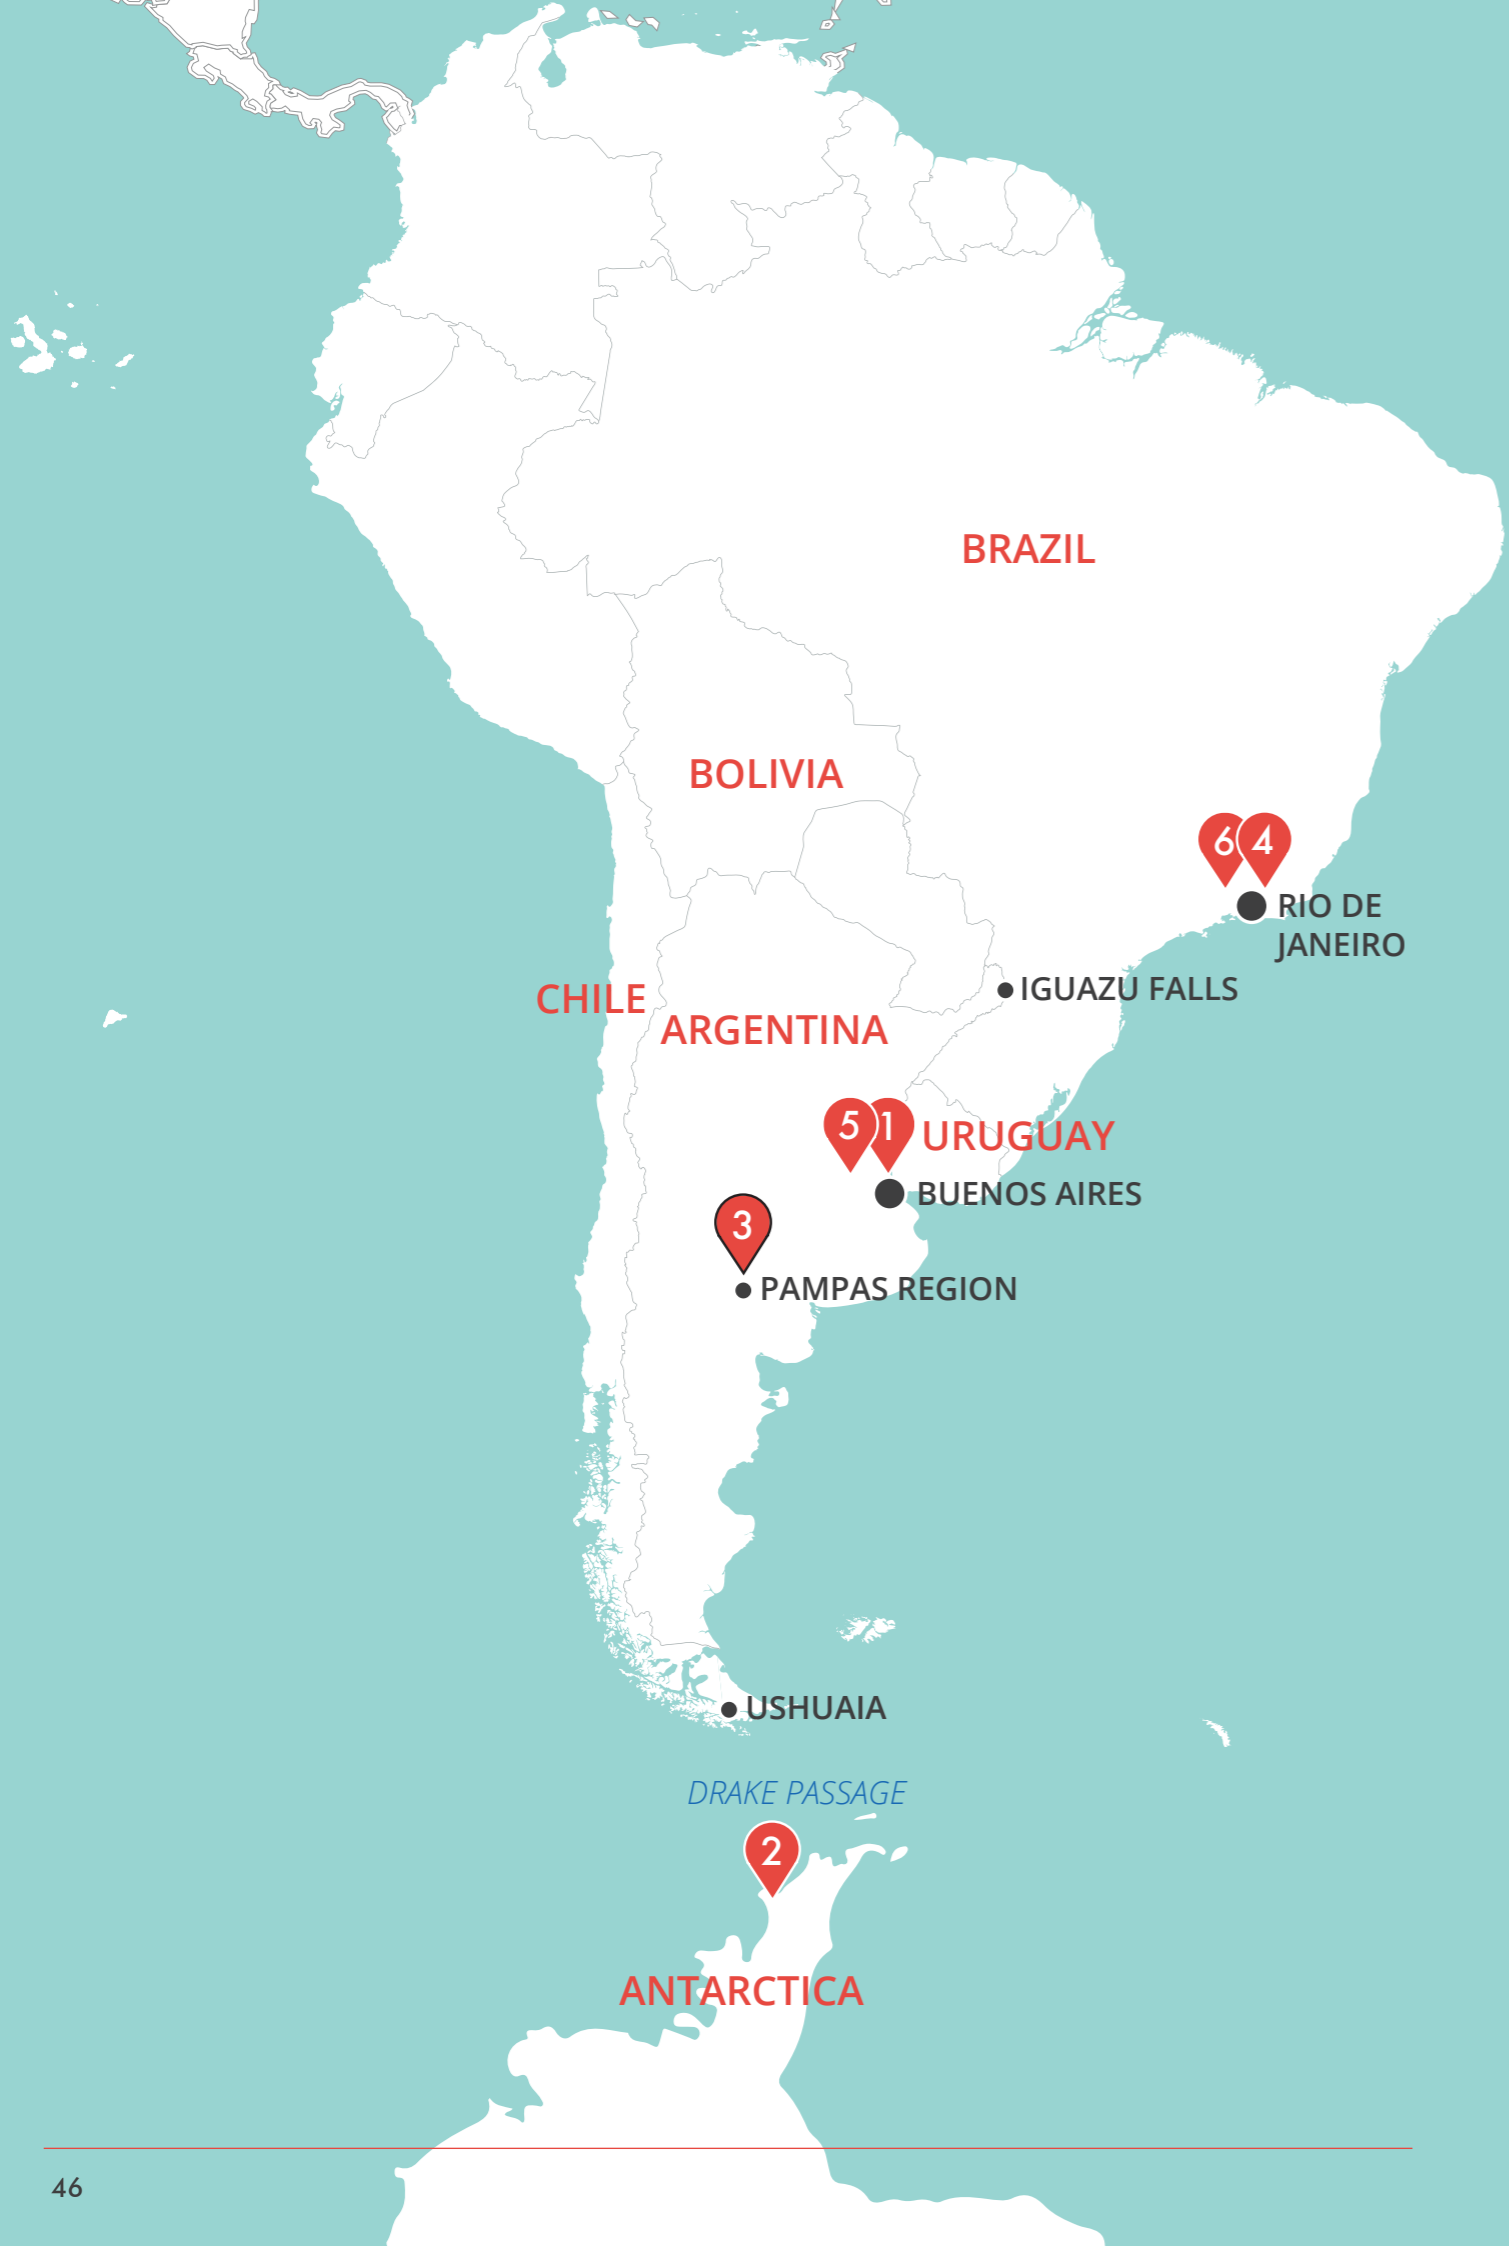 BRAZIL
BOLIVIA
6
4
RIO DE
JANEIRO
IGUAZU FALLS
CHILE
ARGENTINA
5
1
URUGUAY
BUENOS AIRES
3
PAMPAS REGION
USHUAIA
DRAKE PASSAGE
2
ANTARCTICA
46